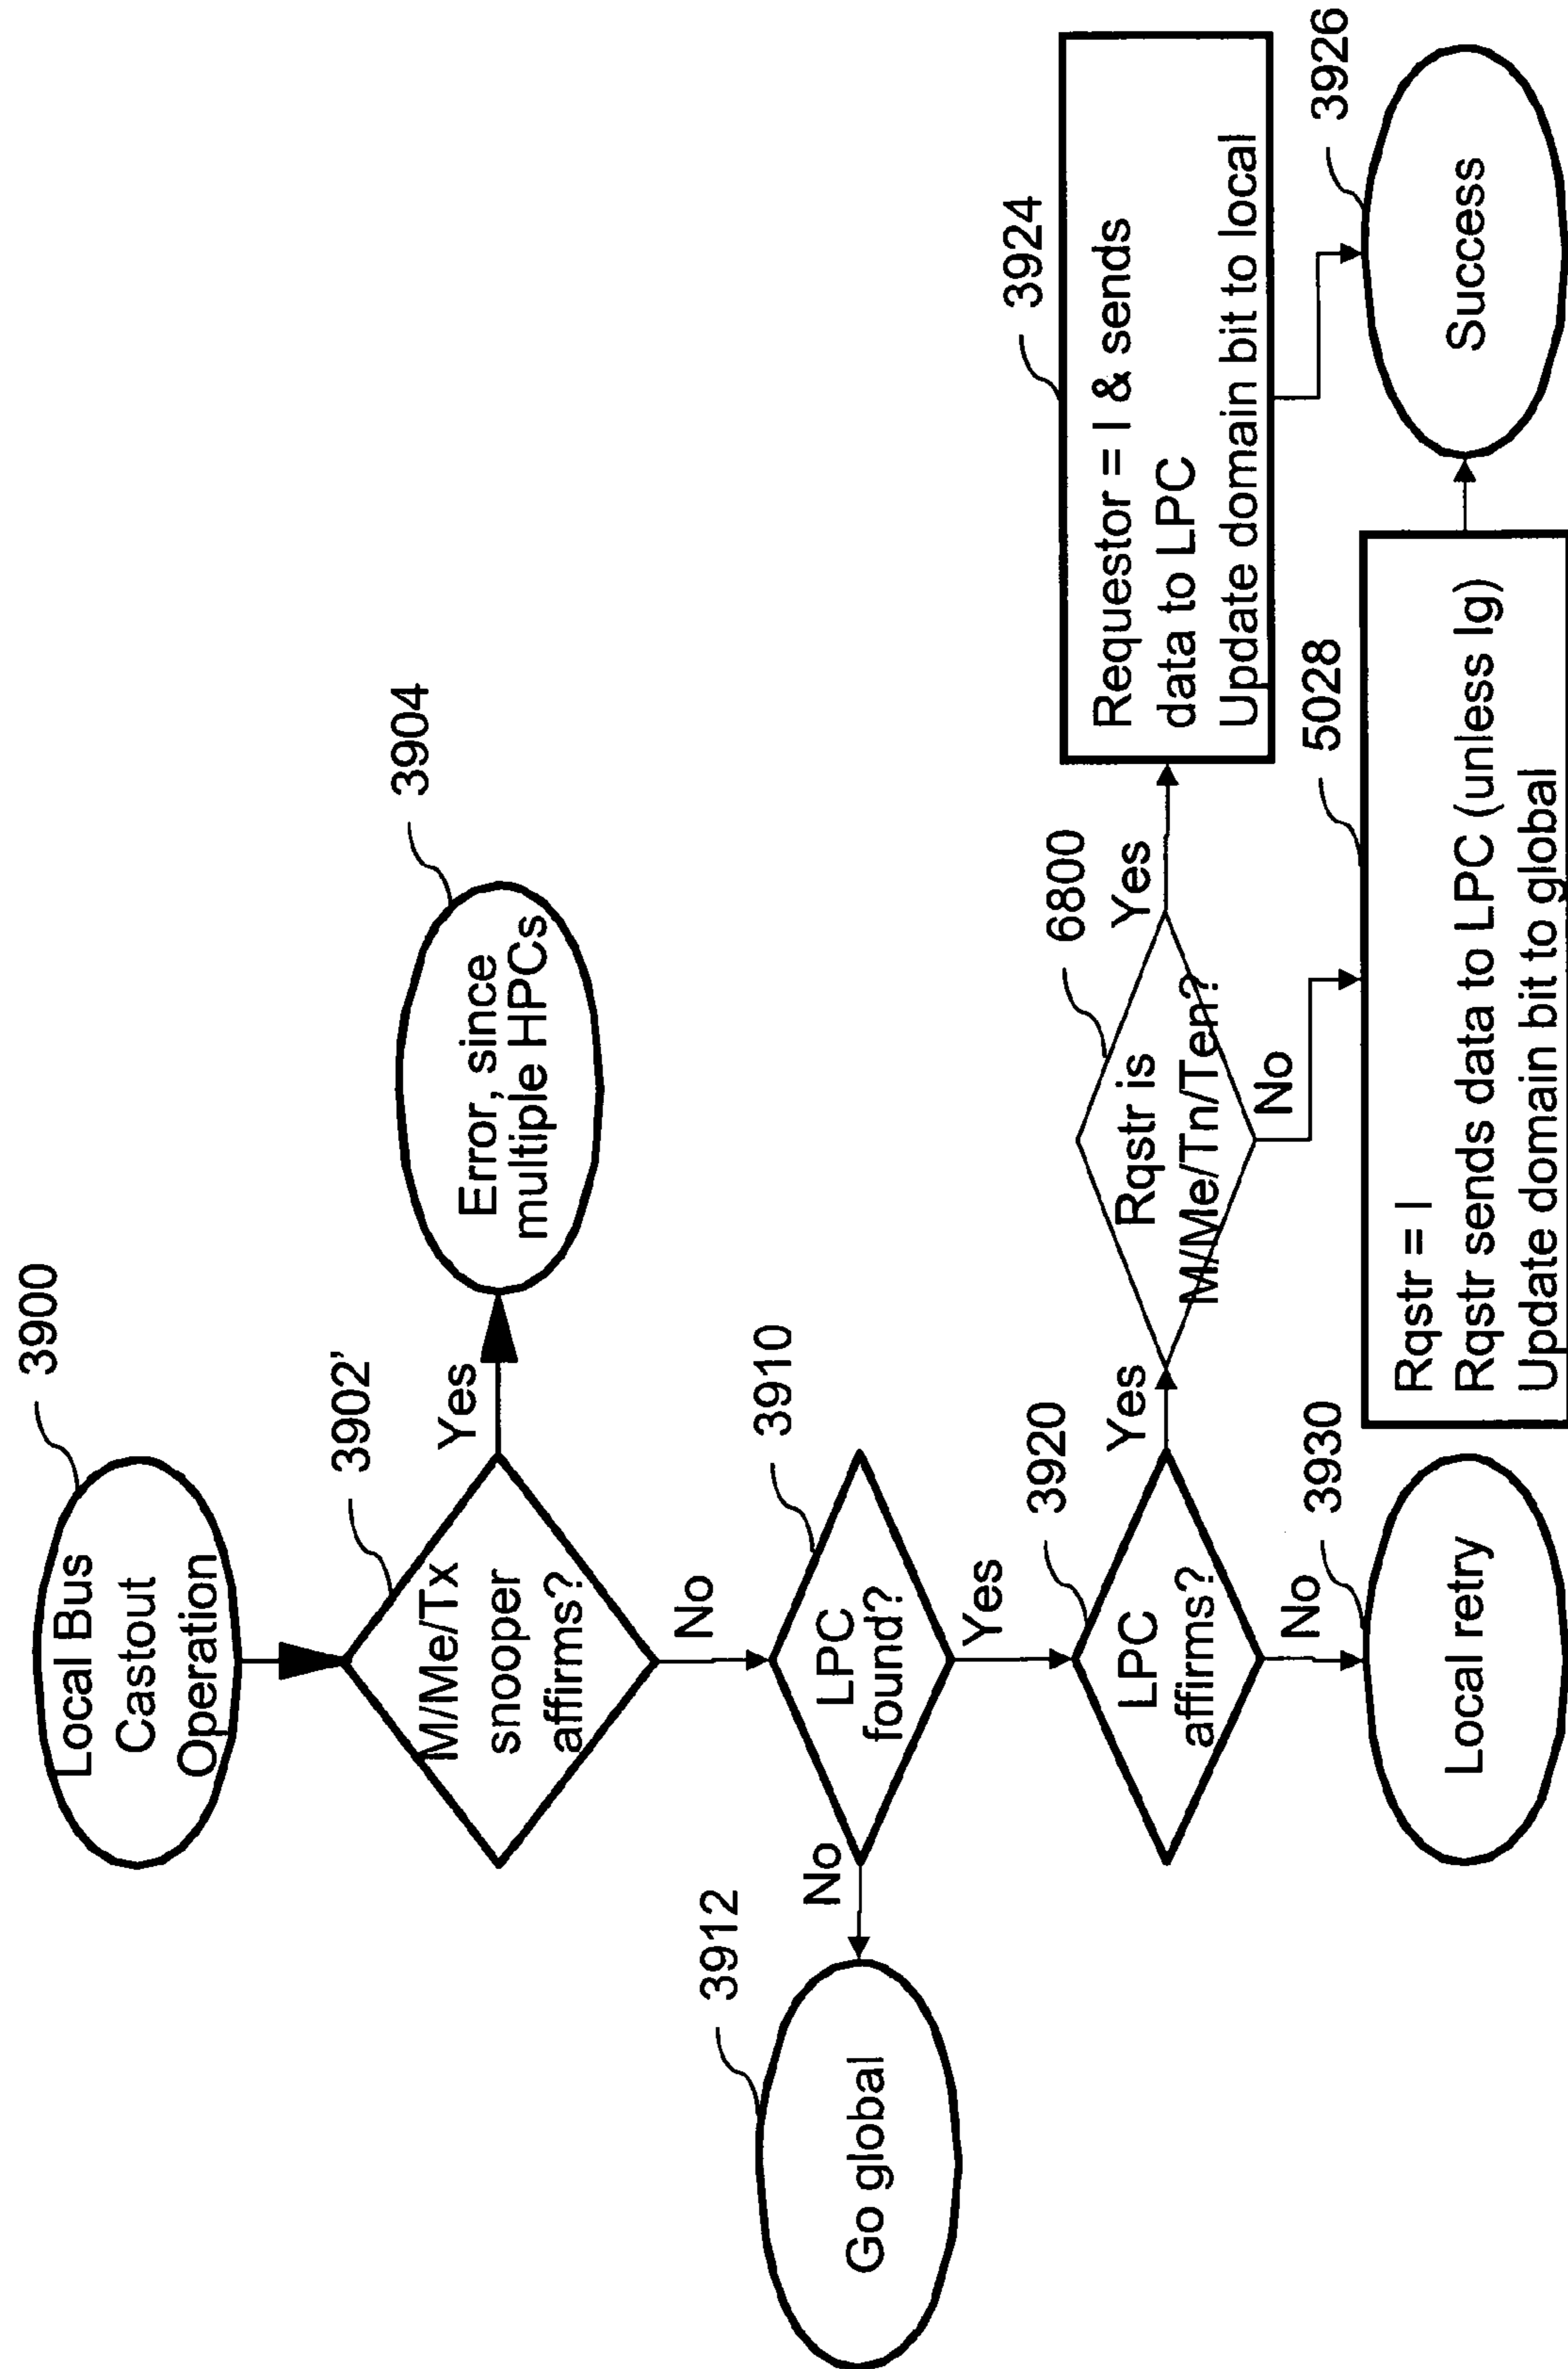 3900
Local Bus
Castout
Operation
3902'
M/Me/Tx
snooper
affirms?
Yes
3904
Error, since
multiple HPCs
No
3910
LPC
found?
No
3912
Go global
Yes
3920
LPC
affirms?
Yes
6800
Rqstr is
M/Me/Tn/Ten?
Yes
3924
Requestor = I & sends
data to LPC
Update domain bit to local
No
3930
Local retry
No
5028
Rqstr = I
Rqstr sends data to LPC (unless Ig)
Update domain bit to global
3926
Success